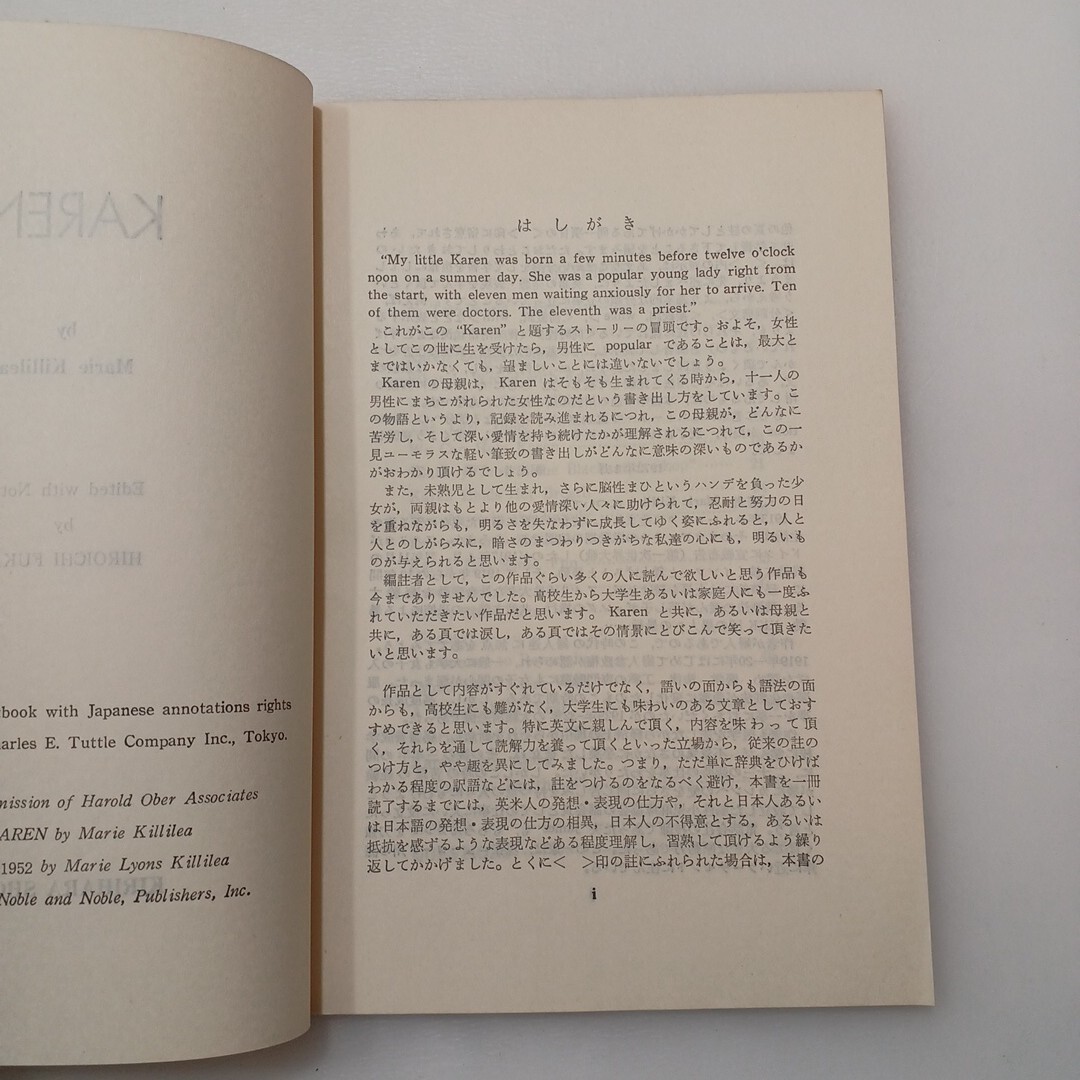 KAREN
by
Marie Killilea
Edited with Not
by
HIROICHI FUK
book with Japanese annotations rights
arles E. Tuttle Company Inc., Tokyo.
mission of Harold Ober Associates
AREN by Marie Killilea
1952 by Marie Lyons Killilea
Noble and Noble, Publishers, Inc.
はしがき
“My little Karen was born a few minutes before twelve o'clock
noon on a summer day. She was a popular young lady right from
the start, with eleven men waiting anxiously for her to arrive. Ten
of them were doctors. The eleventh was a priest.”
これがこの “Karen” と題するストーリーの冒頭です。およそ，女性
としてこの世に生を受けたら，男性に popular であることは，最大と
まではいかなくても，望ましいことには違いないでしょう。
Karen の母親は，Karen はそもそも生まれてくる時から，十一人の
男性にまちこがれられた女性なのだという書き出し方をしています。こ
の物語というより，記録を読み進まれるにつれ，この母親が，どんなに
苦労し，そして深い愛情を持ち続けたかが理解されるにつれて，この一
見ユーモラスな軽い筆致の書き出しがどんなに意味の深いものであるか
がおわかり頂けるでしょう。
また，未熟児として生まれ，さらに脳性まひというハンデを負った少
女が，両親はもとより他の愛情深い人々に助けられて，忍耐と努力の日
を重ねながらも，明るさを失なわずに成長してゆく姿にふれると，人と
人とのしがらみに，暗さのまつわりつきがちな私達の心にも，明るいも
のが与えられると思います。
編註者として，この作品ぐらい多くの人に読んで欲しいと思う作品も
今までありませんでした。高校生から大学生あるいは家庭人にも一度ふ
れていただきたい作品だと思います。 Karen と共に，あるいは母親と
共に，ある頁では涙し，ある頁ではその情景にとびこんで笑って頂きた
いと思います。
作品として内容がすぐれているだけでなく，語いの面からも語法の面
からも，高校生にも難がなく，大学生にも味わいのある文章としておす
すめできると思います。特に英文に親しんで頂く，内容を味わって頂
く，それらを通して読解力を養って頂くといった立場から，従来の註の
つけ方と，やや趣を異にしてみました。つまり，ただ単に辞典をひけば
わかる程度の訳語などには，註をつけるのをなるべく避け，本書を一冊
読了するまでには，英米人の発想・表現の仕方や，それと日本人あるい
は日本語の発想・表現の仕方の相異，日本人の不得意とする，あるいは
抵抗を感ずるような表現などある程度理解し，習熟して頂けるよう繰り
返してかかげました。とくに＜　＞印の註にふれられた場合は，本書の
i